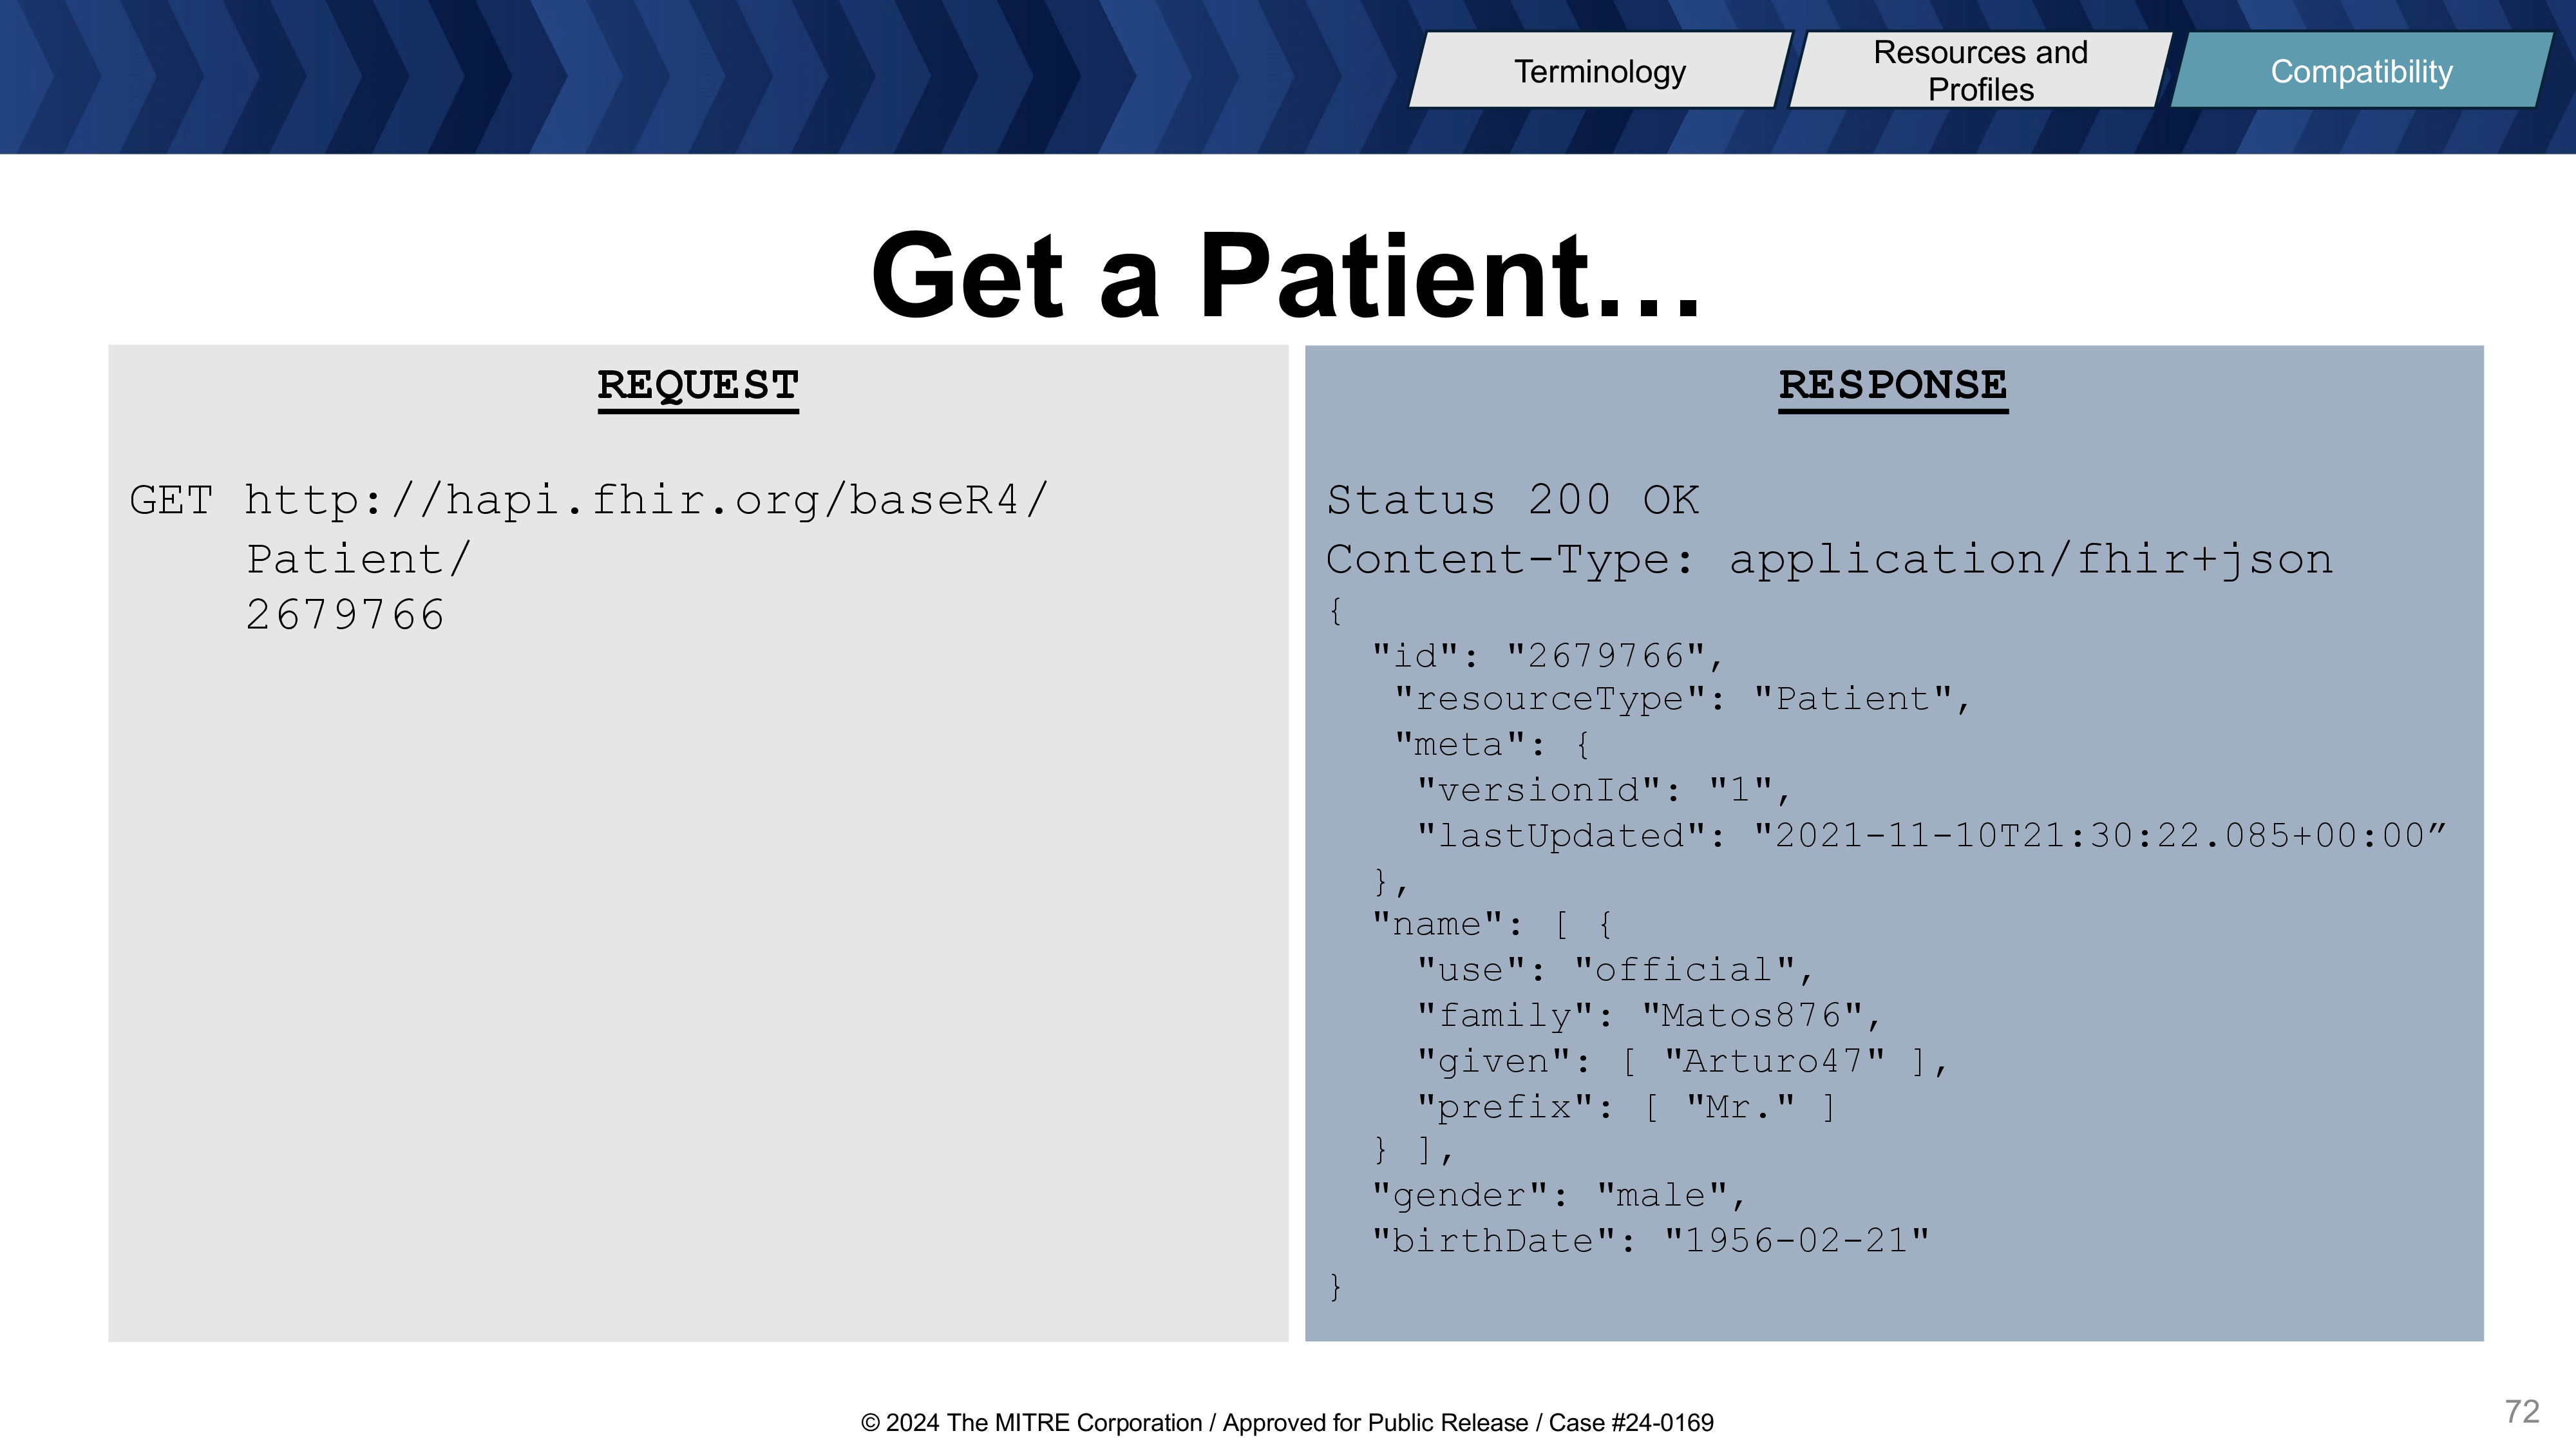 Terminology
Resources and
Profiles
Compatibility
Get a Patient…
REQUEST
GET http://hapi.fhir.org/baseR4/
Patient/
2679766
RESPONSE
Status 200 OK
Content-Type: application/fhir+json
{
"id": "2679766",
"resourceType": "Patient",
"meta": {
"versionId": "1",
"lastUpdated": "2021-11-10T21:30:22.085+00:00”
},
"name": [ {
"use": "official",
"family": "Matos876",
"given": [ "Arturo47" ],
"prefix": [ "Mr." ]
} ],
"gender": "male",
"birthDate": "1956-02-21"
}
© 2024 The MITRE Corporation / Approved for Public Release / Case #24-0169
72